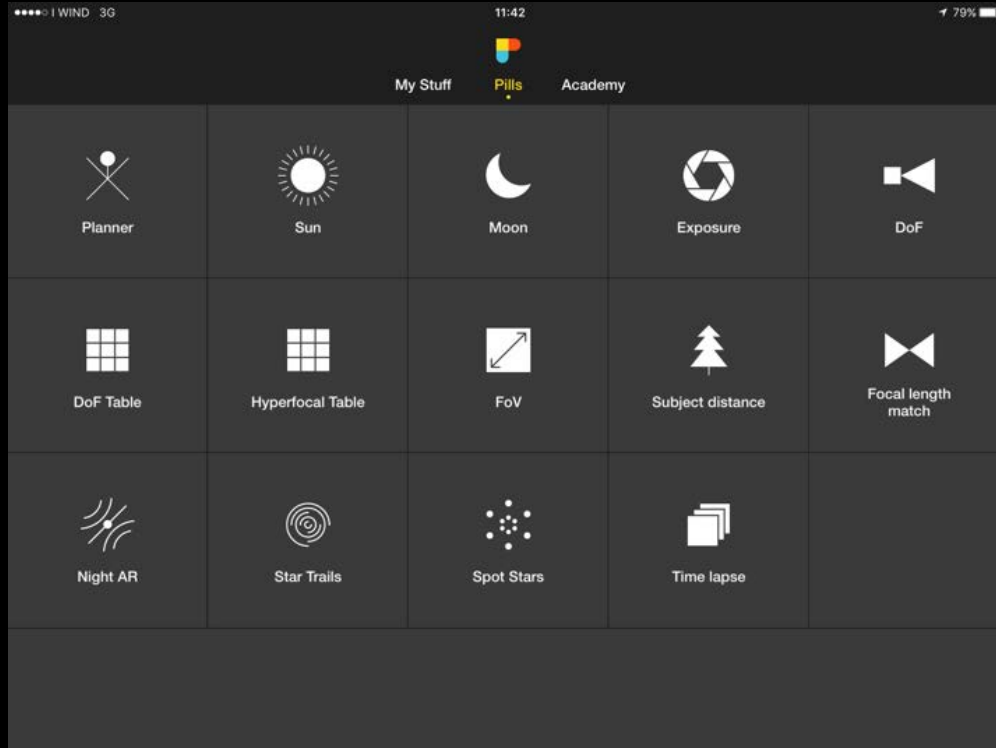 I WIND 3G 11:42 79%
My Stuff Pills Academy
Planner Sun Moon Exposure DoF
DoF Table Hyperfocal Table FoV Subject distance Focal length
match
Night AR Star Trails Spot Stars Time lapse